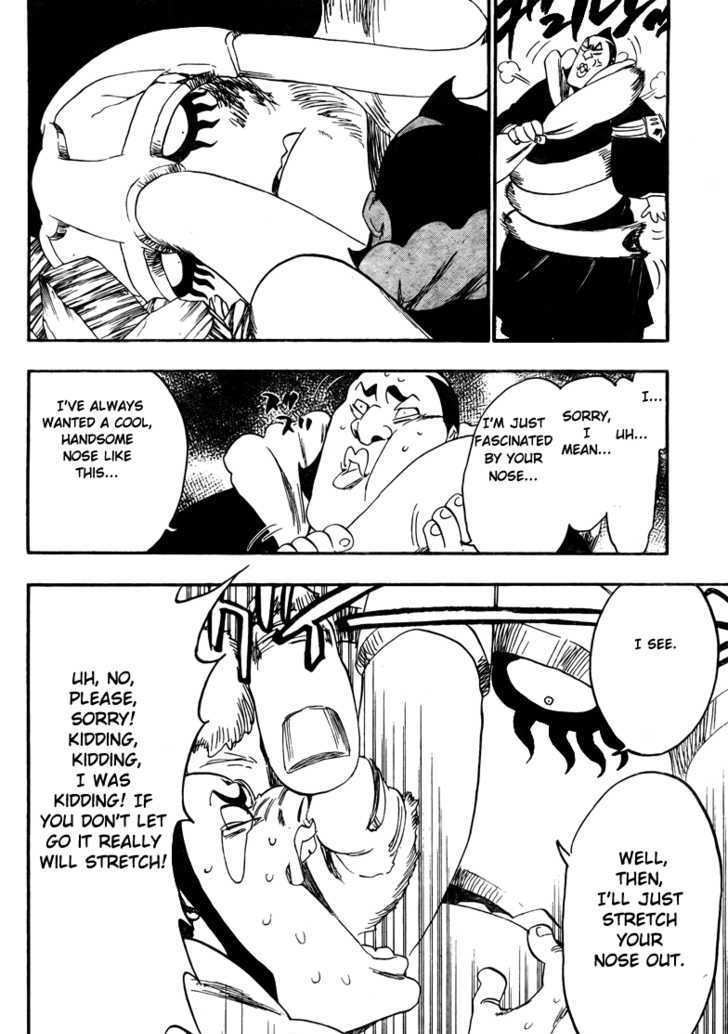 I...
UH...
SORRY,
I
MEAN...
I'M JUST
FASCINATED
BY YOUR
NOSE...
I'VE ALWAYS
WANTED A COOL,
HANDSOME
NOSE LIKE
THIS...
I SEE.
WELL,
THEN,
I'LL JUST
STRETCH
YOUR
NOSE OUT.
UH, NO,
PLEASE,
SORRY!
KIDDING,
KIDDING,
I WAS
KIDDING! IF
YOU DON'T LET
GO IT REALLY
WILL STRETCH!